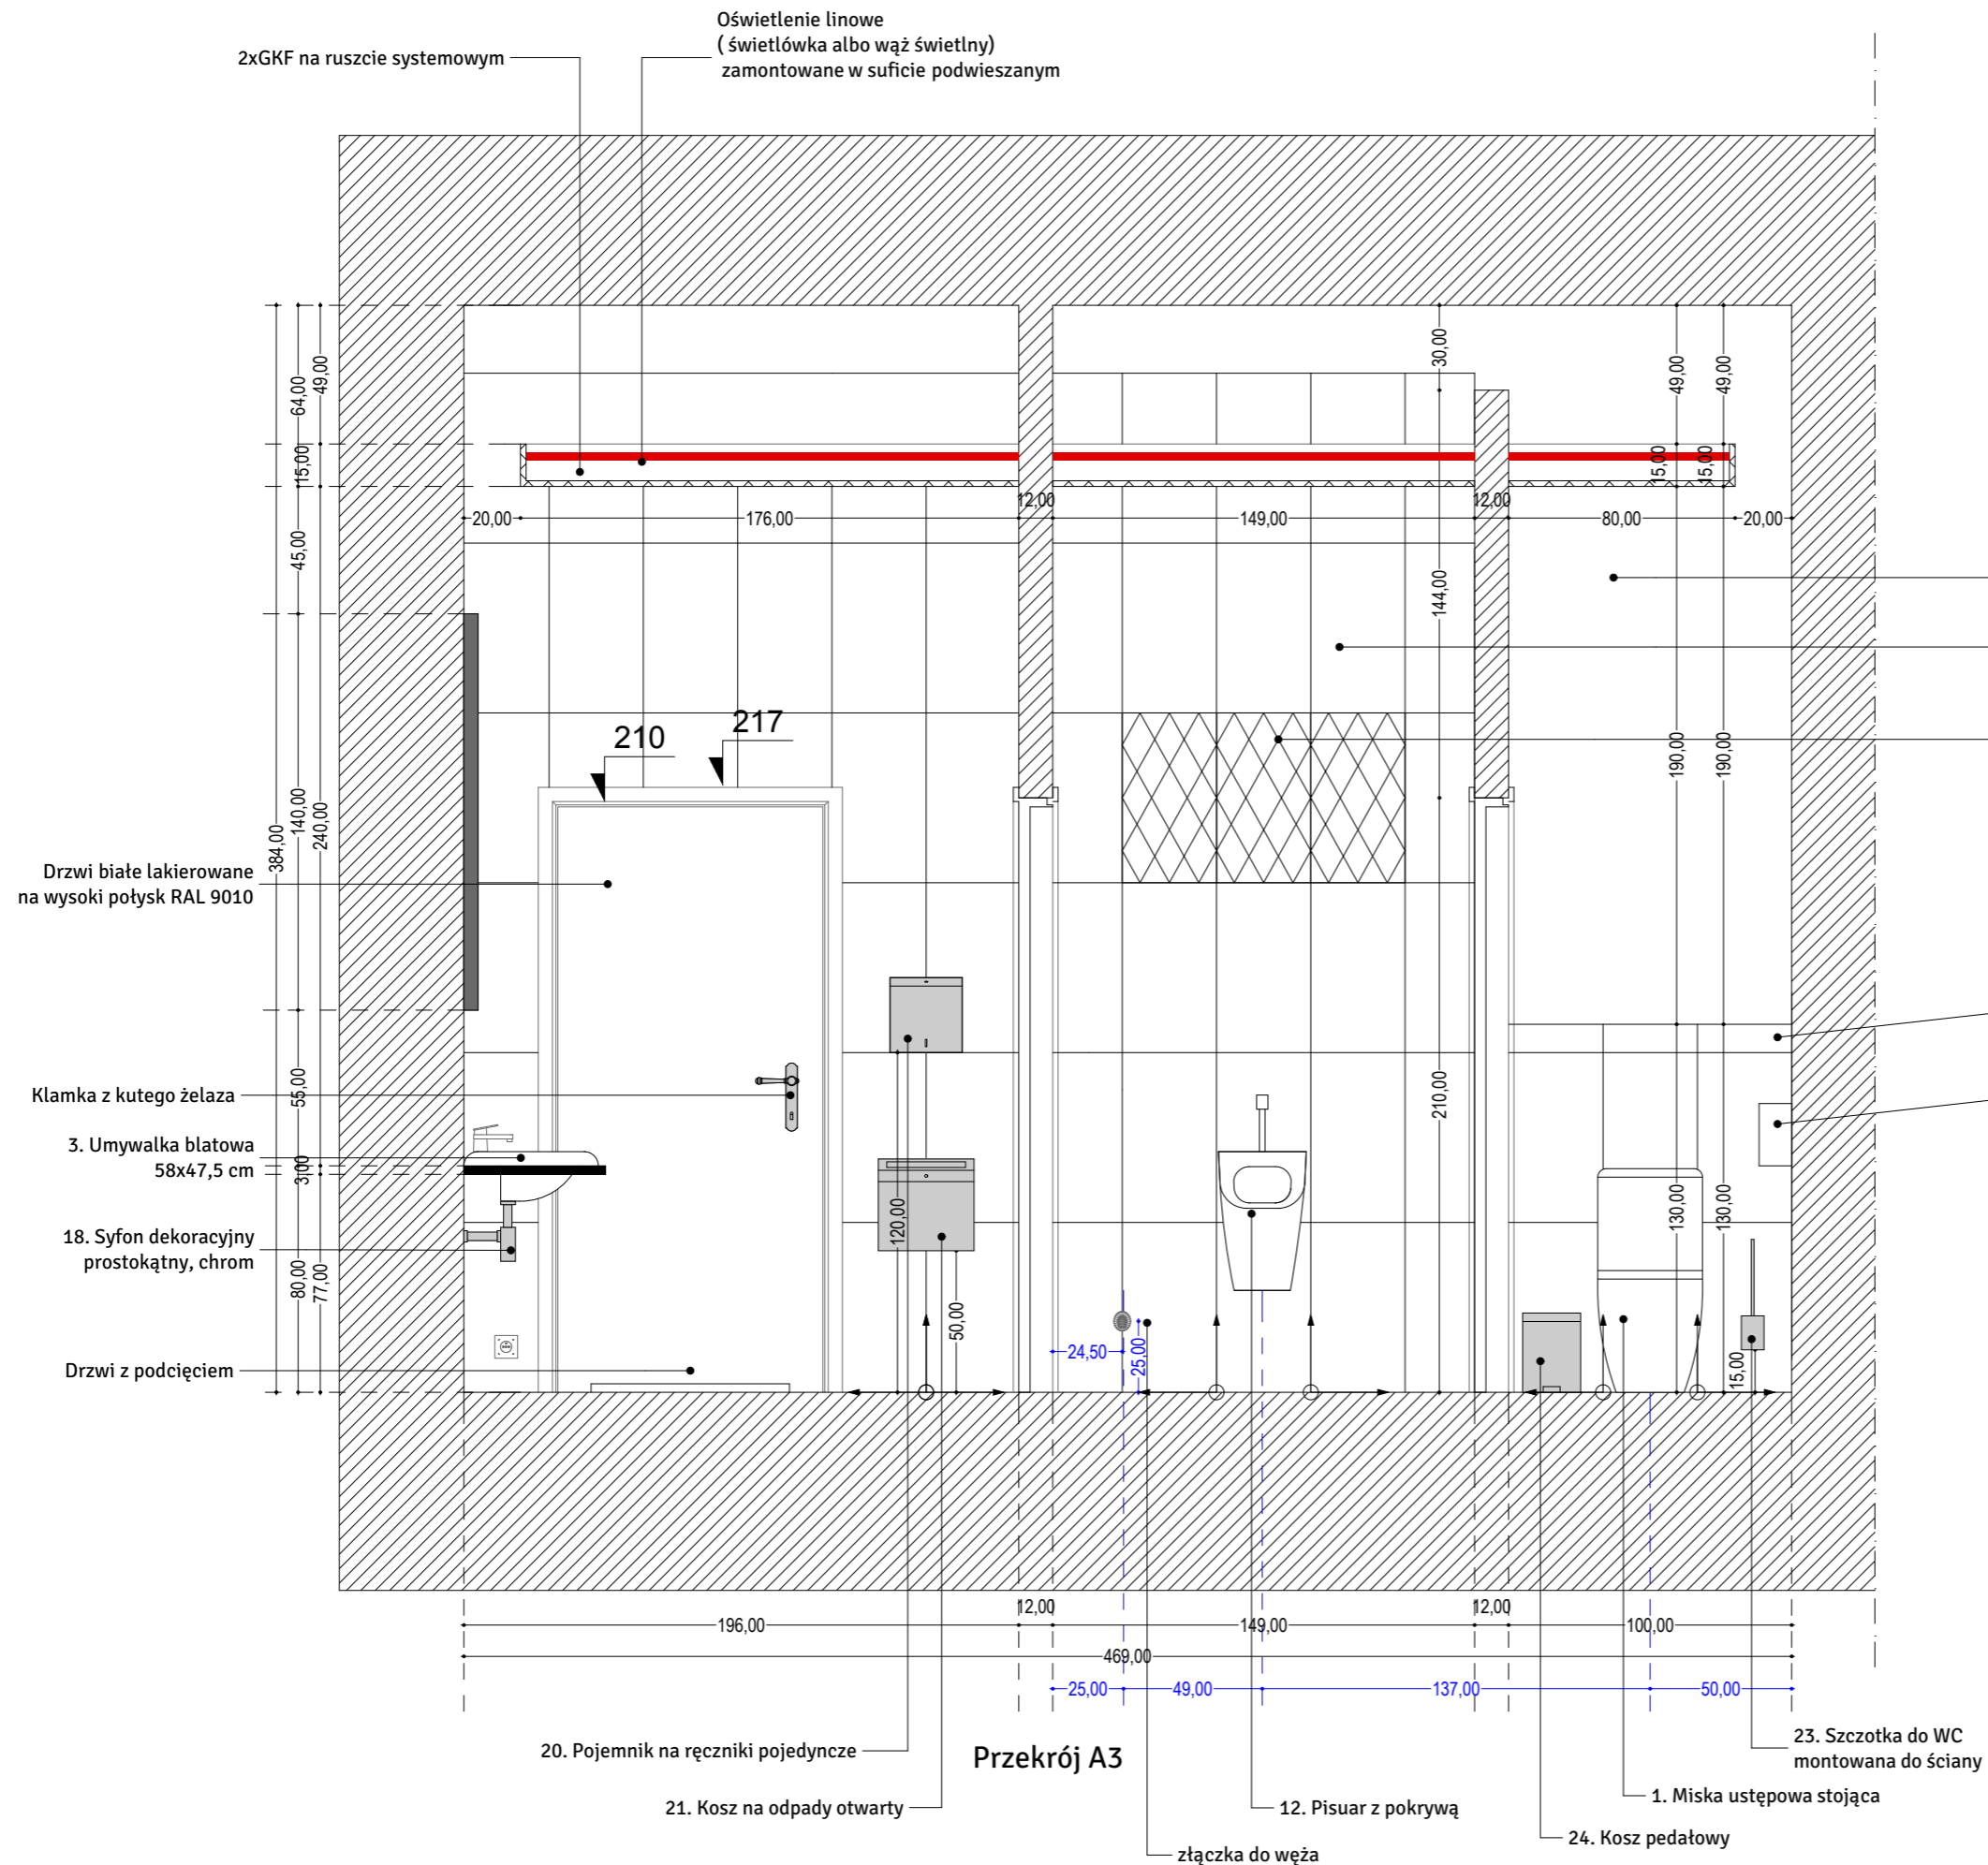 Oświetlenie linowe
( świetlówka albo wąż świetlny)
zamontowane w suficie podwieszanym
2xGKF na ruszcie systemowym
384,00
64,00
15,00
45,00
140,00
55,00
3,00
80,00
49,00
240,00
77,00
30,00
144,00
210,00
49,00
15,00
190,00
130,00
49,00
15,00
190,00
130,00
20,00
176,00
12,00
149,00
12,00
80,00
20,00
210
217
Drzwi białe lakierowane
na wysoki połysk RAL 9010
Klamka z kutego żelaza
3. Umywalka blatowa
58x47,5 cm
18. Syfon dekoracyjny
prostokątny, chrom
Drzwi z podcięciem
120,00
50,00
24,50
25,00
15,00
196,00
12,00
149,00
12,00
100,00
469,00
25,00
49,00
137,00
50,00
20. Pojemnik na ręczniki pojedyncze
Przekrój A3
23. Szczotka do WC
montowana do ściany
21. Kosz na odpady otwarty
12. Pisuar z pokrywą
1. Miska ustępowa stojąca
24. Kosz pedałowy
złączka do węża